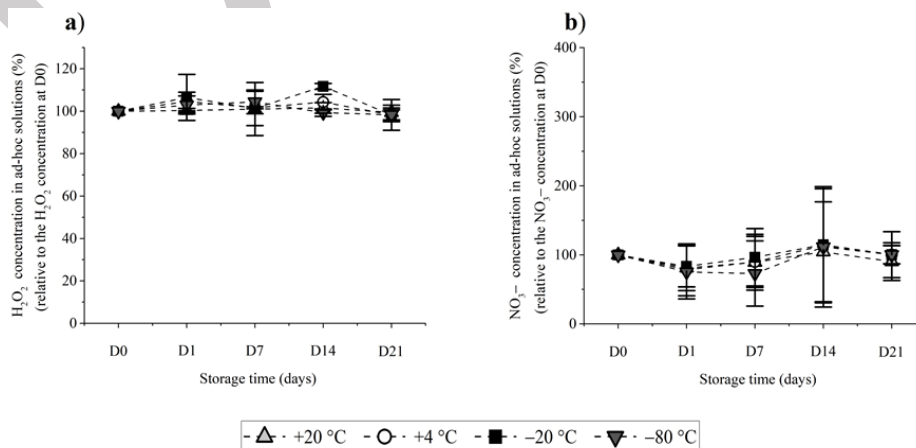 a)
H₂O₂ concentration in ad-hoc solutions (%)
(relative to the H₂O₂ concentration at D0)
120
100
80
60
40
20
0
D0 D1 D7 D14 D21
Storage time (days)
b)
NO₃− concentration in ad-hoc solutions (%)
(relative to the NO₃− concentration at D0)
400
300
200
100
0
D0 D1 D7 D14 D21
Storage time (days)
+20 °C +4 °C −20 °C −80 °C